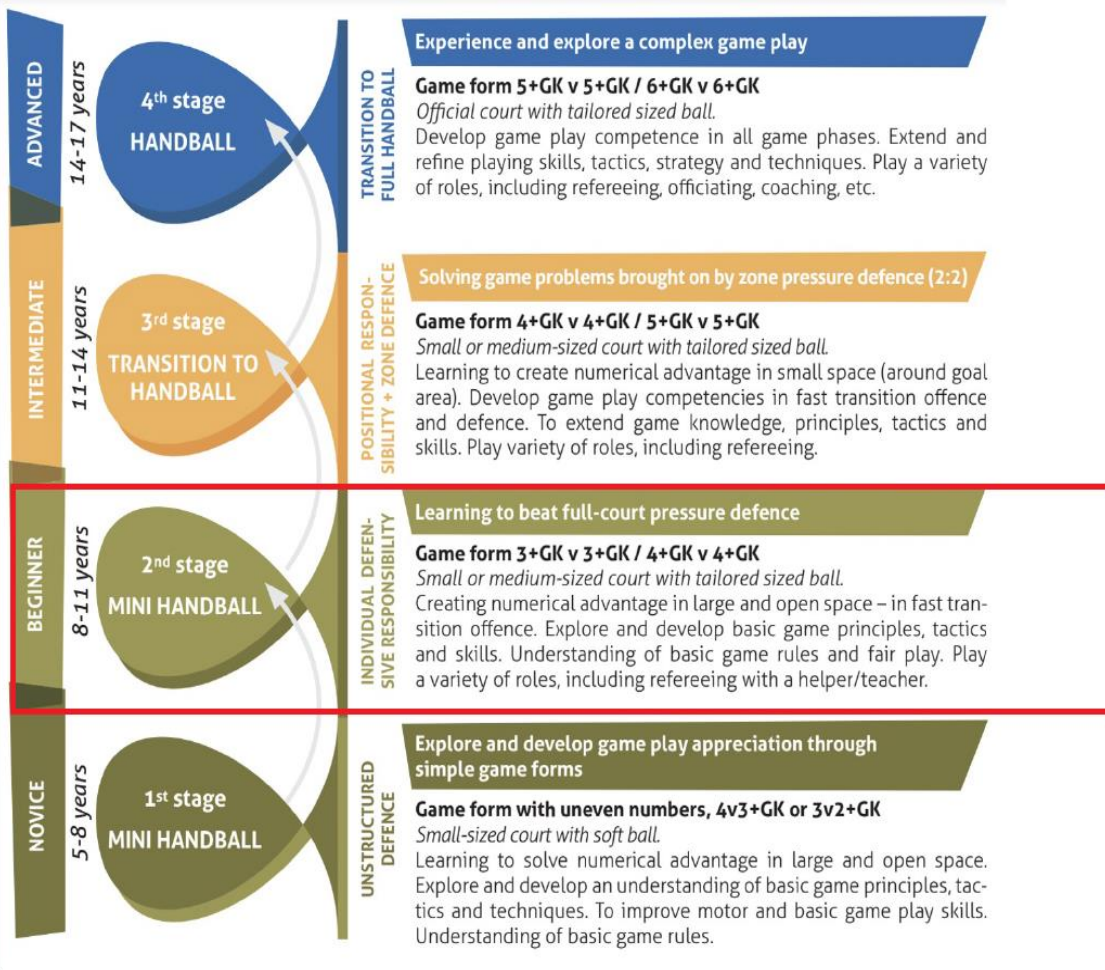 ADVANCED
14-17 years
4th stage
HANDBALL
TRANSITION TO
FULL HANDBALL
Experience and explore a complex game play
Game form 5+GK v 5+GK / 6+GK v 6+GK
Official court with tailored sized ball.
Develop game play competence in all game phases. Extend and
refine playing skills, tactics, strategy and techniques. Play a variety
of roles, including refereeing, officiating, coaching, etc.
INTERMEDIATE
11-14 years
3rd stage
TRANSITION TO
HANDBALL
POSITIONAL RESPON-
SIBILITY + ZONE DEFENCE
Solving game problems brought on by zone pressure defence (2:2)
Game form 4+GK v 4+GK / 5+GK v 5+GK
Small or medium-sized court with tailored sized ball.
Learning to create numerical advantage in small space (around goal
area). Develop game play competencies in fast transition offence
and defence. To extend game knowledge, principles, tactics and
skills. Play variety of roles, including refereeing.
BEGINNER
8-11 years
2nd stage
MINI HANDBALL
INDIVIDUAL DEFEN-
SIVE RESPONSIBILITY
Learning to beat full-court pressure defence
Game form 3+GK v 3+GK / 4+GK v 4+GK
Small or medium-sized court with tailored sized ball.
Creating numerical advantage in large and open space – in fast tran-
sition offence. Explore and develop basic game principles, tactics
and skills. Understanding of basic game rules and fair play. Play
a variety of roles, including refereeing with a helper/teacher.
NOVICE
5-8 years
1st stage
MINI HANDBALL
UNSTRUCTURED
DEFENCE
Explore and develop game play appreciation through
simple game forms
Game form with uneven numbers, 4v3+GK or 3v2+GK
Small-sized court with soft ball.
Learning to solve numerical advantage in large and open space.
Explore and develop an understanding of basic game principles, tac-
tics and techniques. To improve motor and basic game play skills.
Understanding of basic game rules.